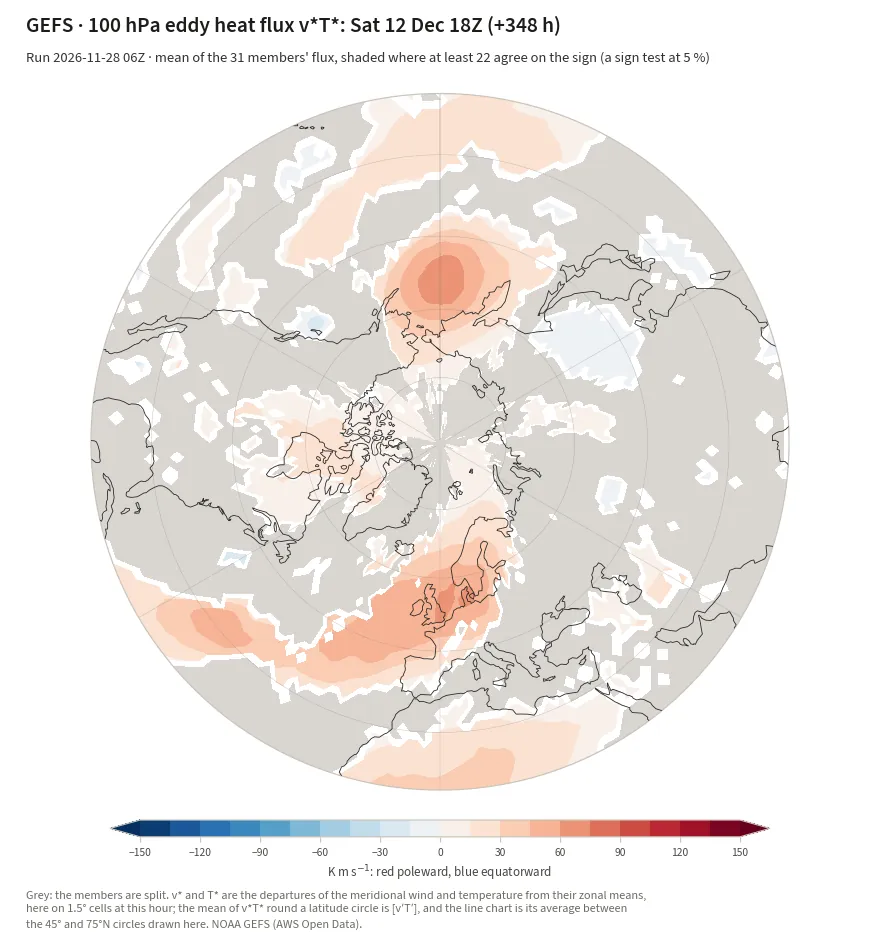 GEFS · 100 hPa eddy heat flux v*T*: Sat 12 Dec 18Z (+348 h)
Run 2026-11-28 06Z · mean of the 31 members' flux, shaded where at least 22 agree on the sign (a sign test at 5 %)
−150 −120 −90 −60 −30 0 30 60 90 120 150
K m s⁻¹: red poleward, blue equatorward
Grey: the members are split. v* and T* are the departures of the meridional wind and temperature from their zonal means,
here on 1.5° cells at this hour; the mean of v*T* round a latitude circle is [v'T'], and the line chart is its average between
the 45° and 75°N circles drawn here. NOAA GEFS (AWS Open Data).